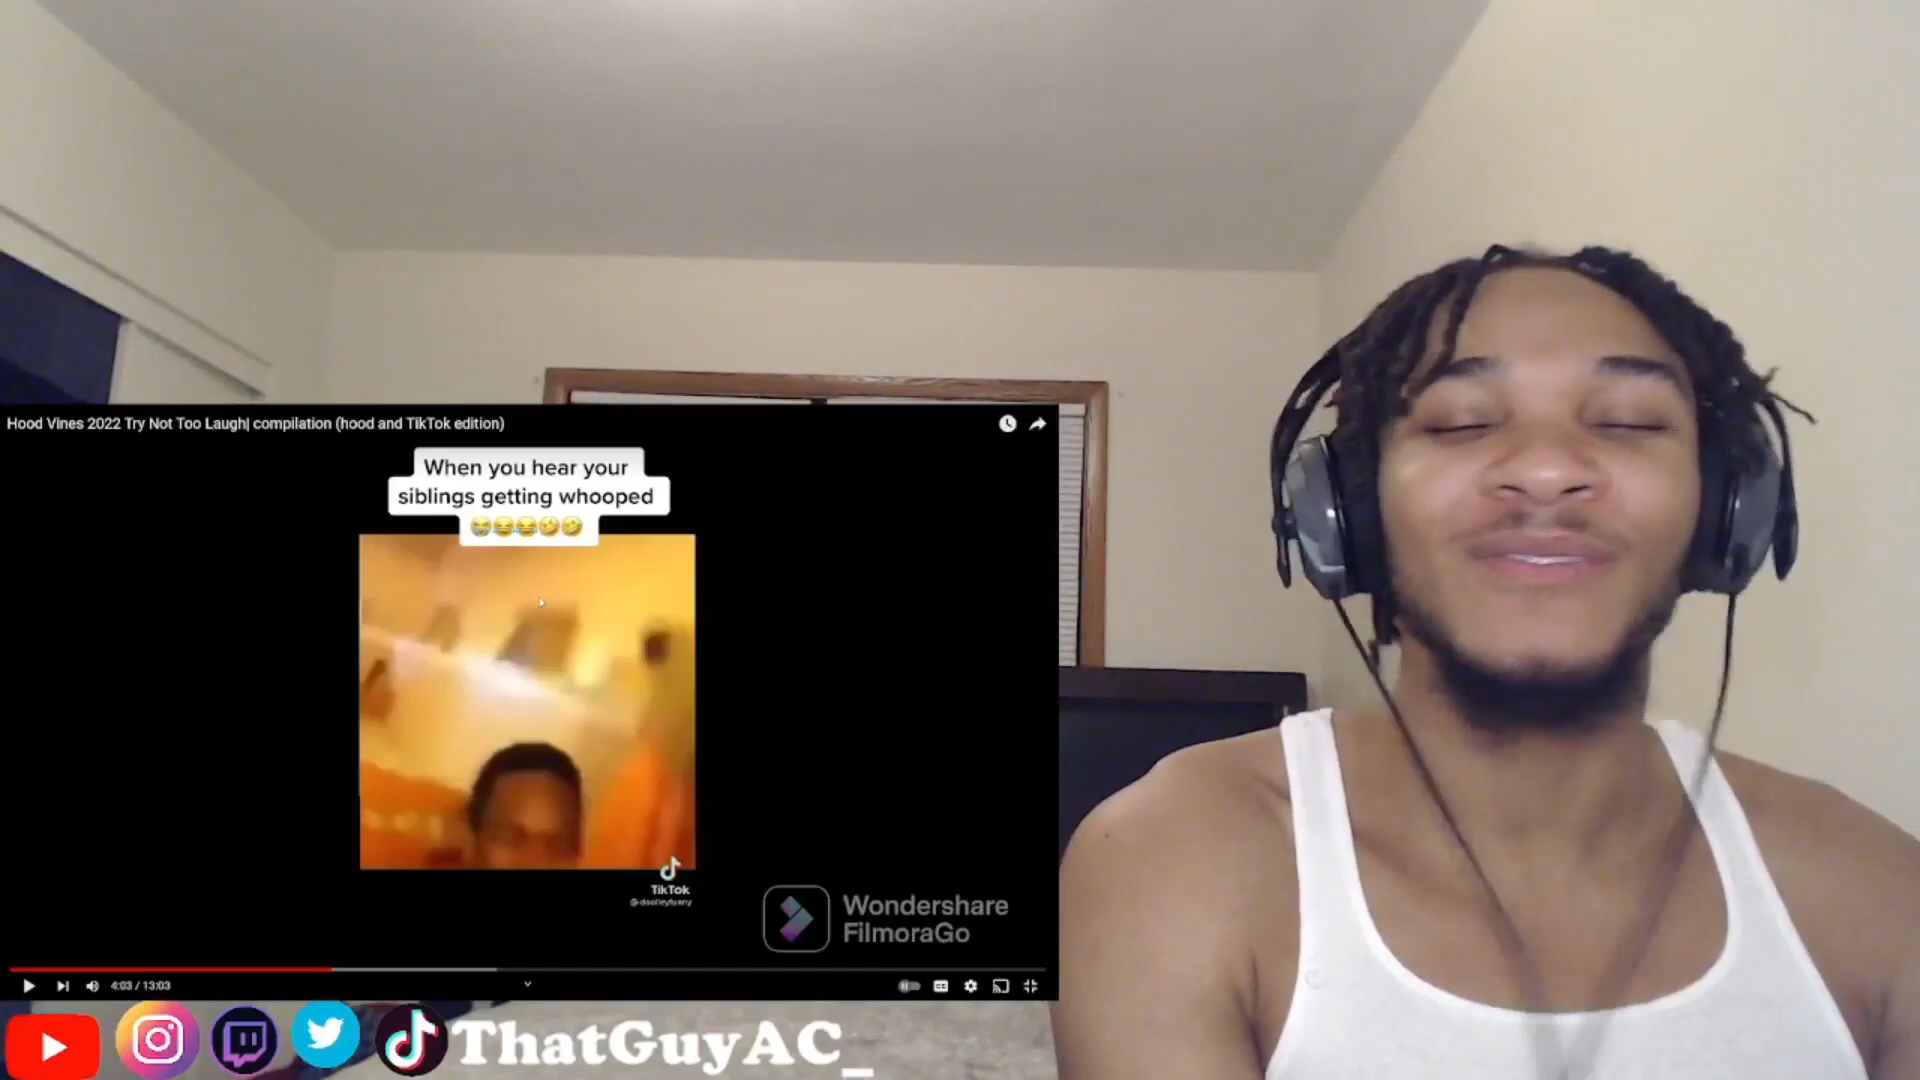 Hood Vines 2022 Try Not Too Laugh| compilation (hood and TikTok edition)
When you hear your
siblings getting whooped
😭😂😂🤣🤣
TikTok
Wondershare
FilmoraGo
4:03 / 13:03
ThatGuyAC_